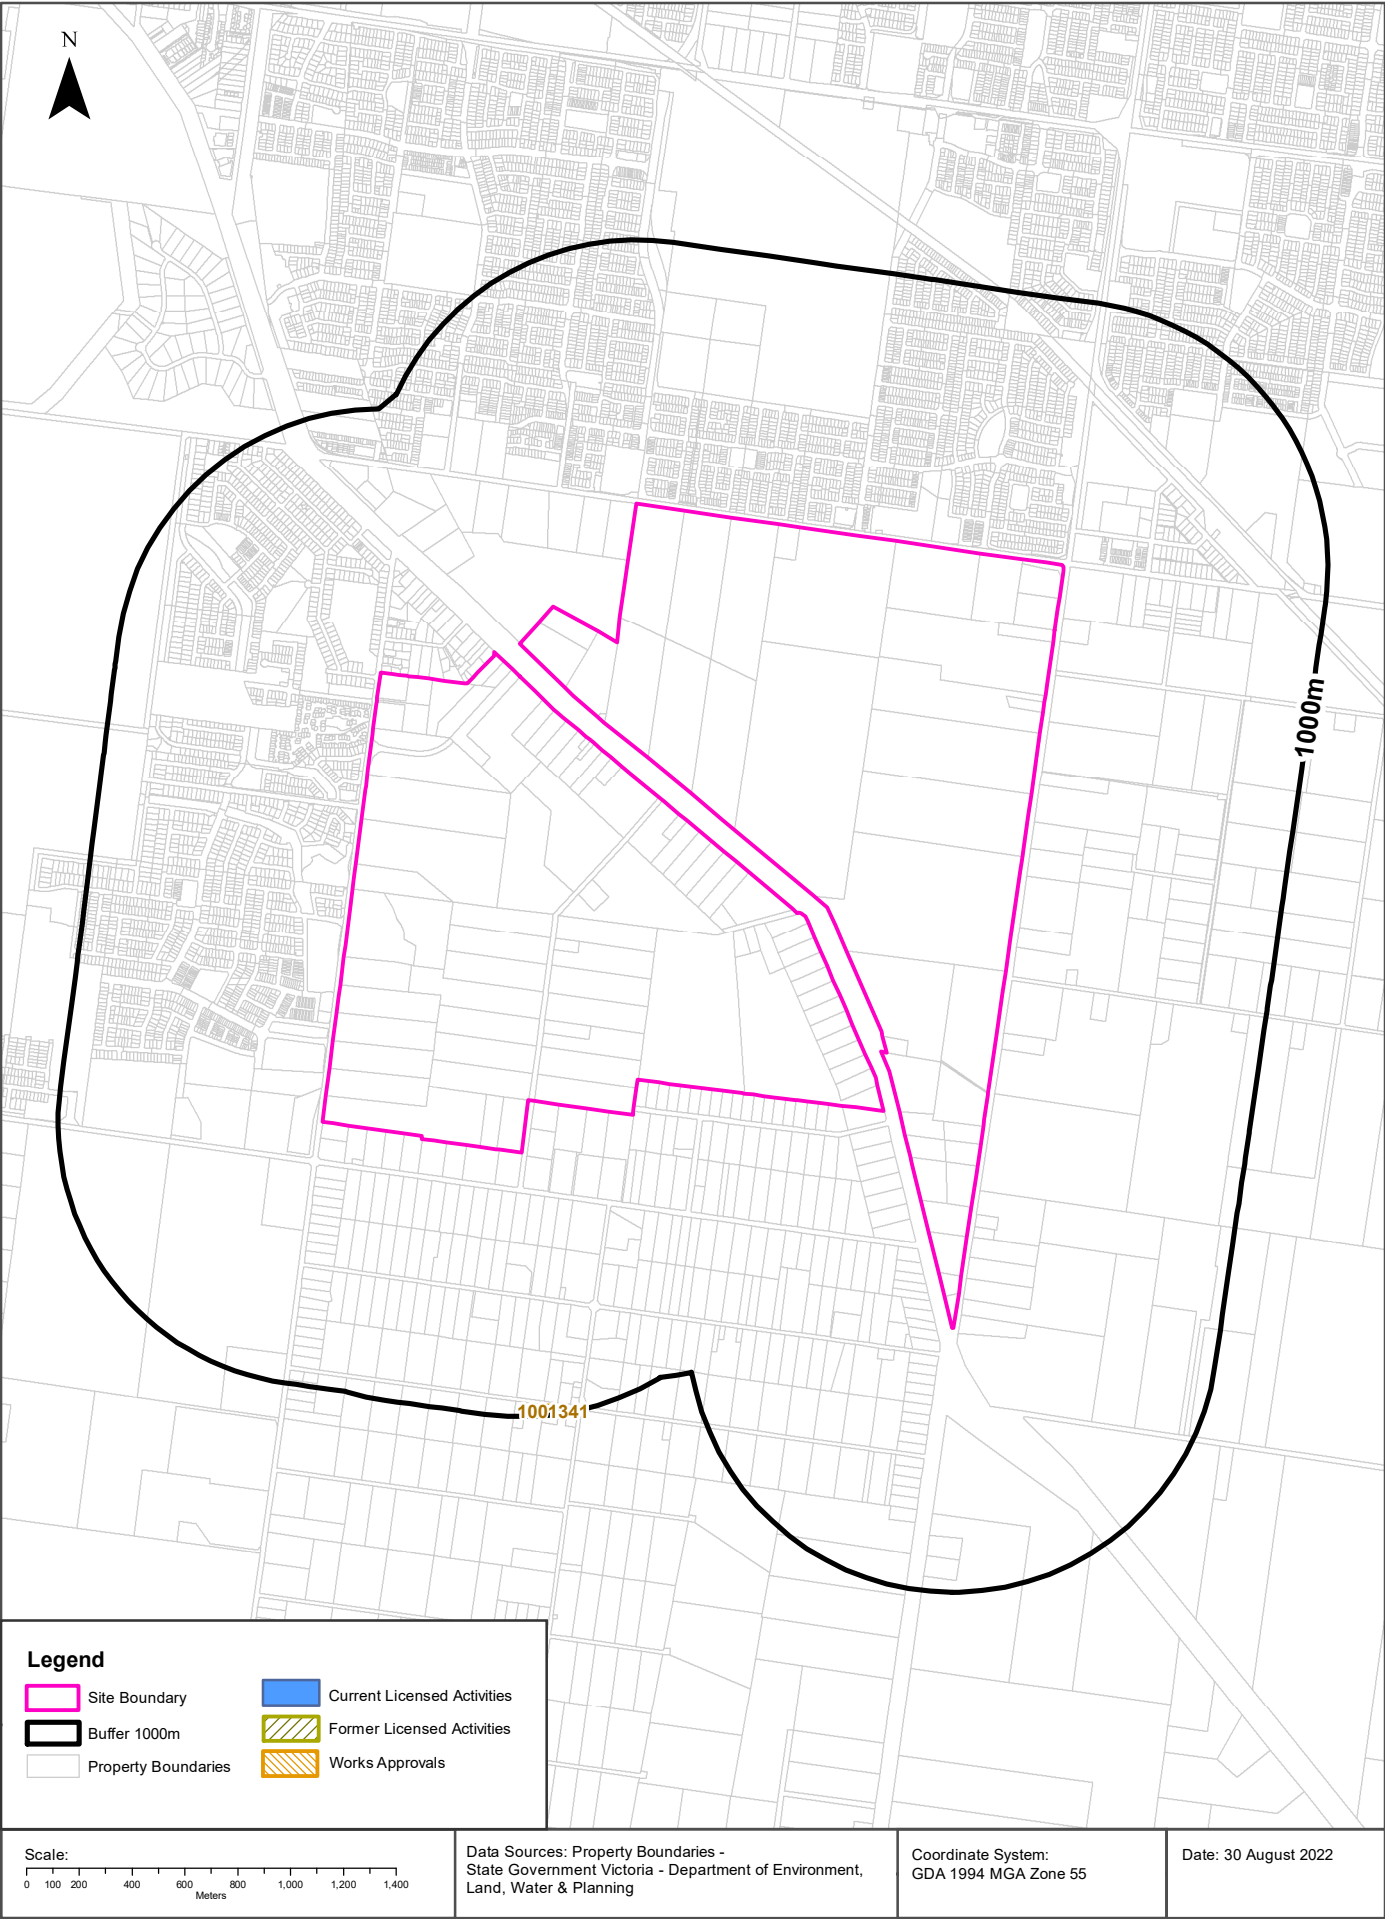 N
1000m
1001341
Legend
Site Boundary
Buffer 1000m
Property Boundaries
Current Licensed Activities
Former Licensed Activities
Works Approvals
Scale:
0 100 200 400 600 800 1,000 1,200 1,400
Meters
Data Sources: Property Boundaries -
State Government Victoria - Department of Environment,
Land, Water & Planning
Coordinate System:
GDA 1994 MGA Zone 55
Date: 30 August 2022